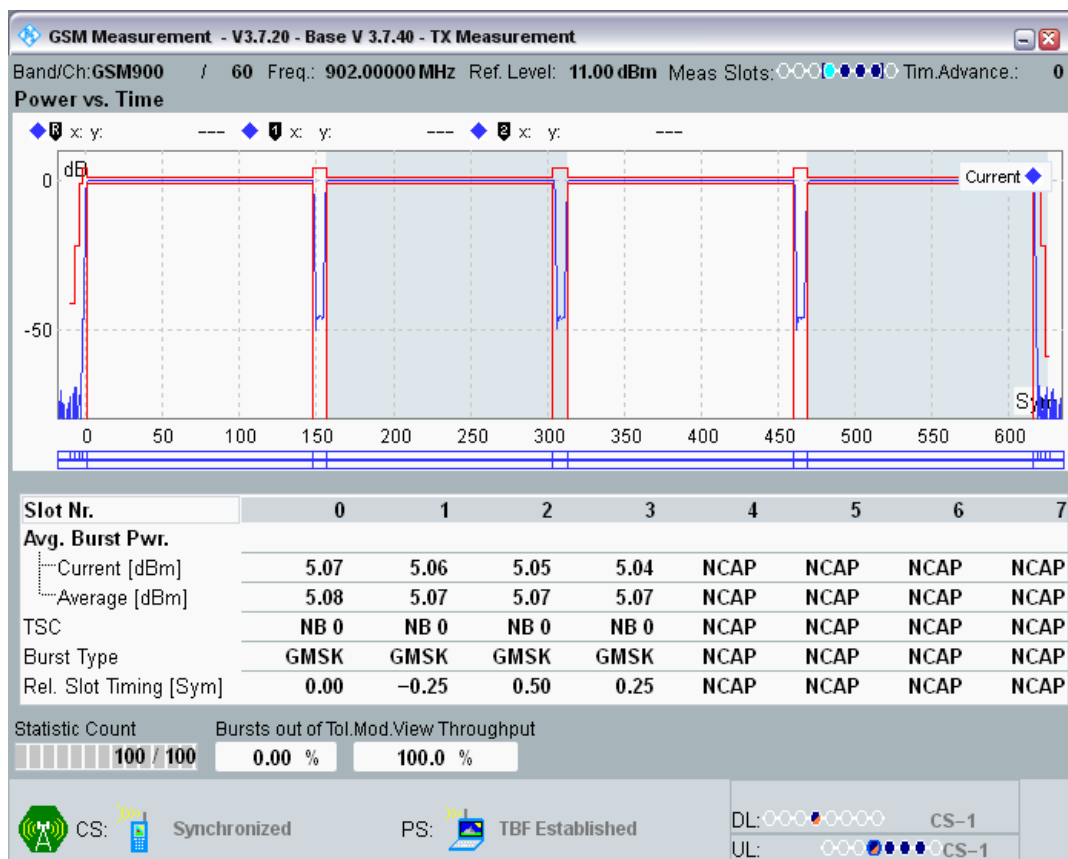 GSM Measurement - V3.7.20 - Base V 3.7.40 - TX Measurement
Band/Ch:GSM900 / 60 Freq.: 902.00000 MHz Ref. Level: 11.00 dBm Meas Slots: Tim.Advance.: 0
Power vs. Time
R x: y: --- 1 x: y: --- 2 x: y: ---
dB
Current
0
-50
Sym
0 50 100 150 200 250 300 350 400 450 500 550 600
Slot Nr. 0 1 2 3 4 5 6 7
Avg. Burst Pwr.
Current [dBm] 5.07 5.06 5.05 5.04 NCAP NCAP NCAP NCAP
Average [dBm] 5.08 5.07 5.07 5.07 NCAP NCAP NCAP NCAP
TSC NB 0 NB 0 NB 0 NB 0 NCAP NCAP NCAP NCAP
Burst Type GMSK GMSK GMSK GMSK NCAP NCAP NCAP NCAP
Rel. Slot Timing [Sym] 0.00 −0.25 0.50 0.25 NCAP NCAP NCAP NCAP
Statistic Count Bursts out of Tol.Mod.View Throughput
100 / 100 0.00 % 100.0 %
CS: Synchronized PS: TBF Established DL: CS−1
UL: CS−1